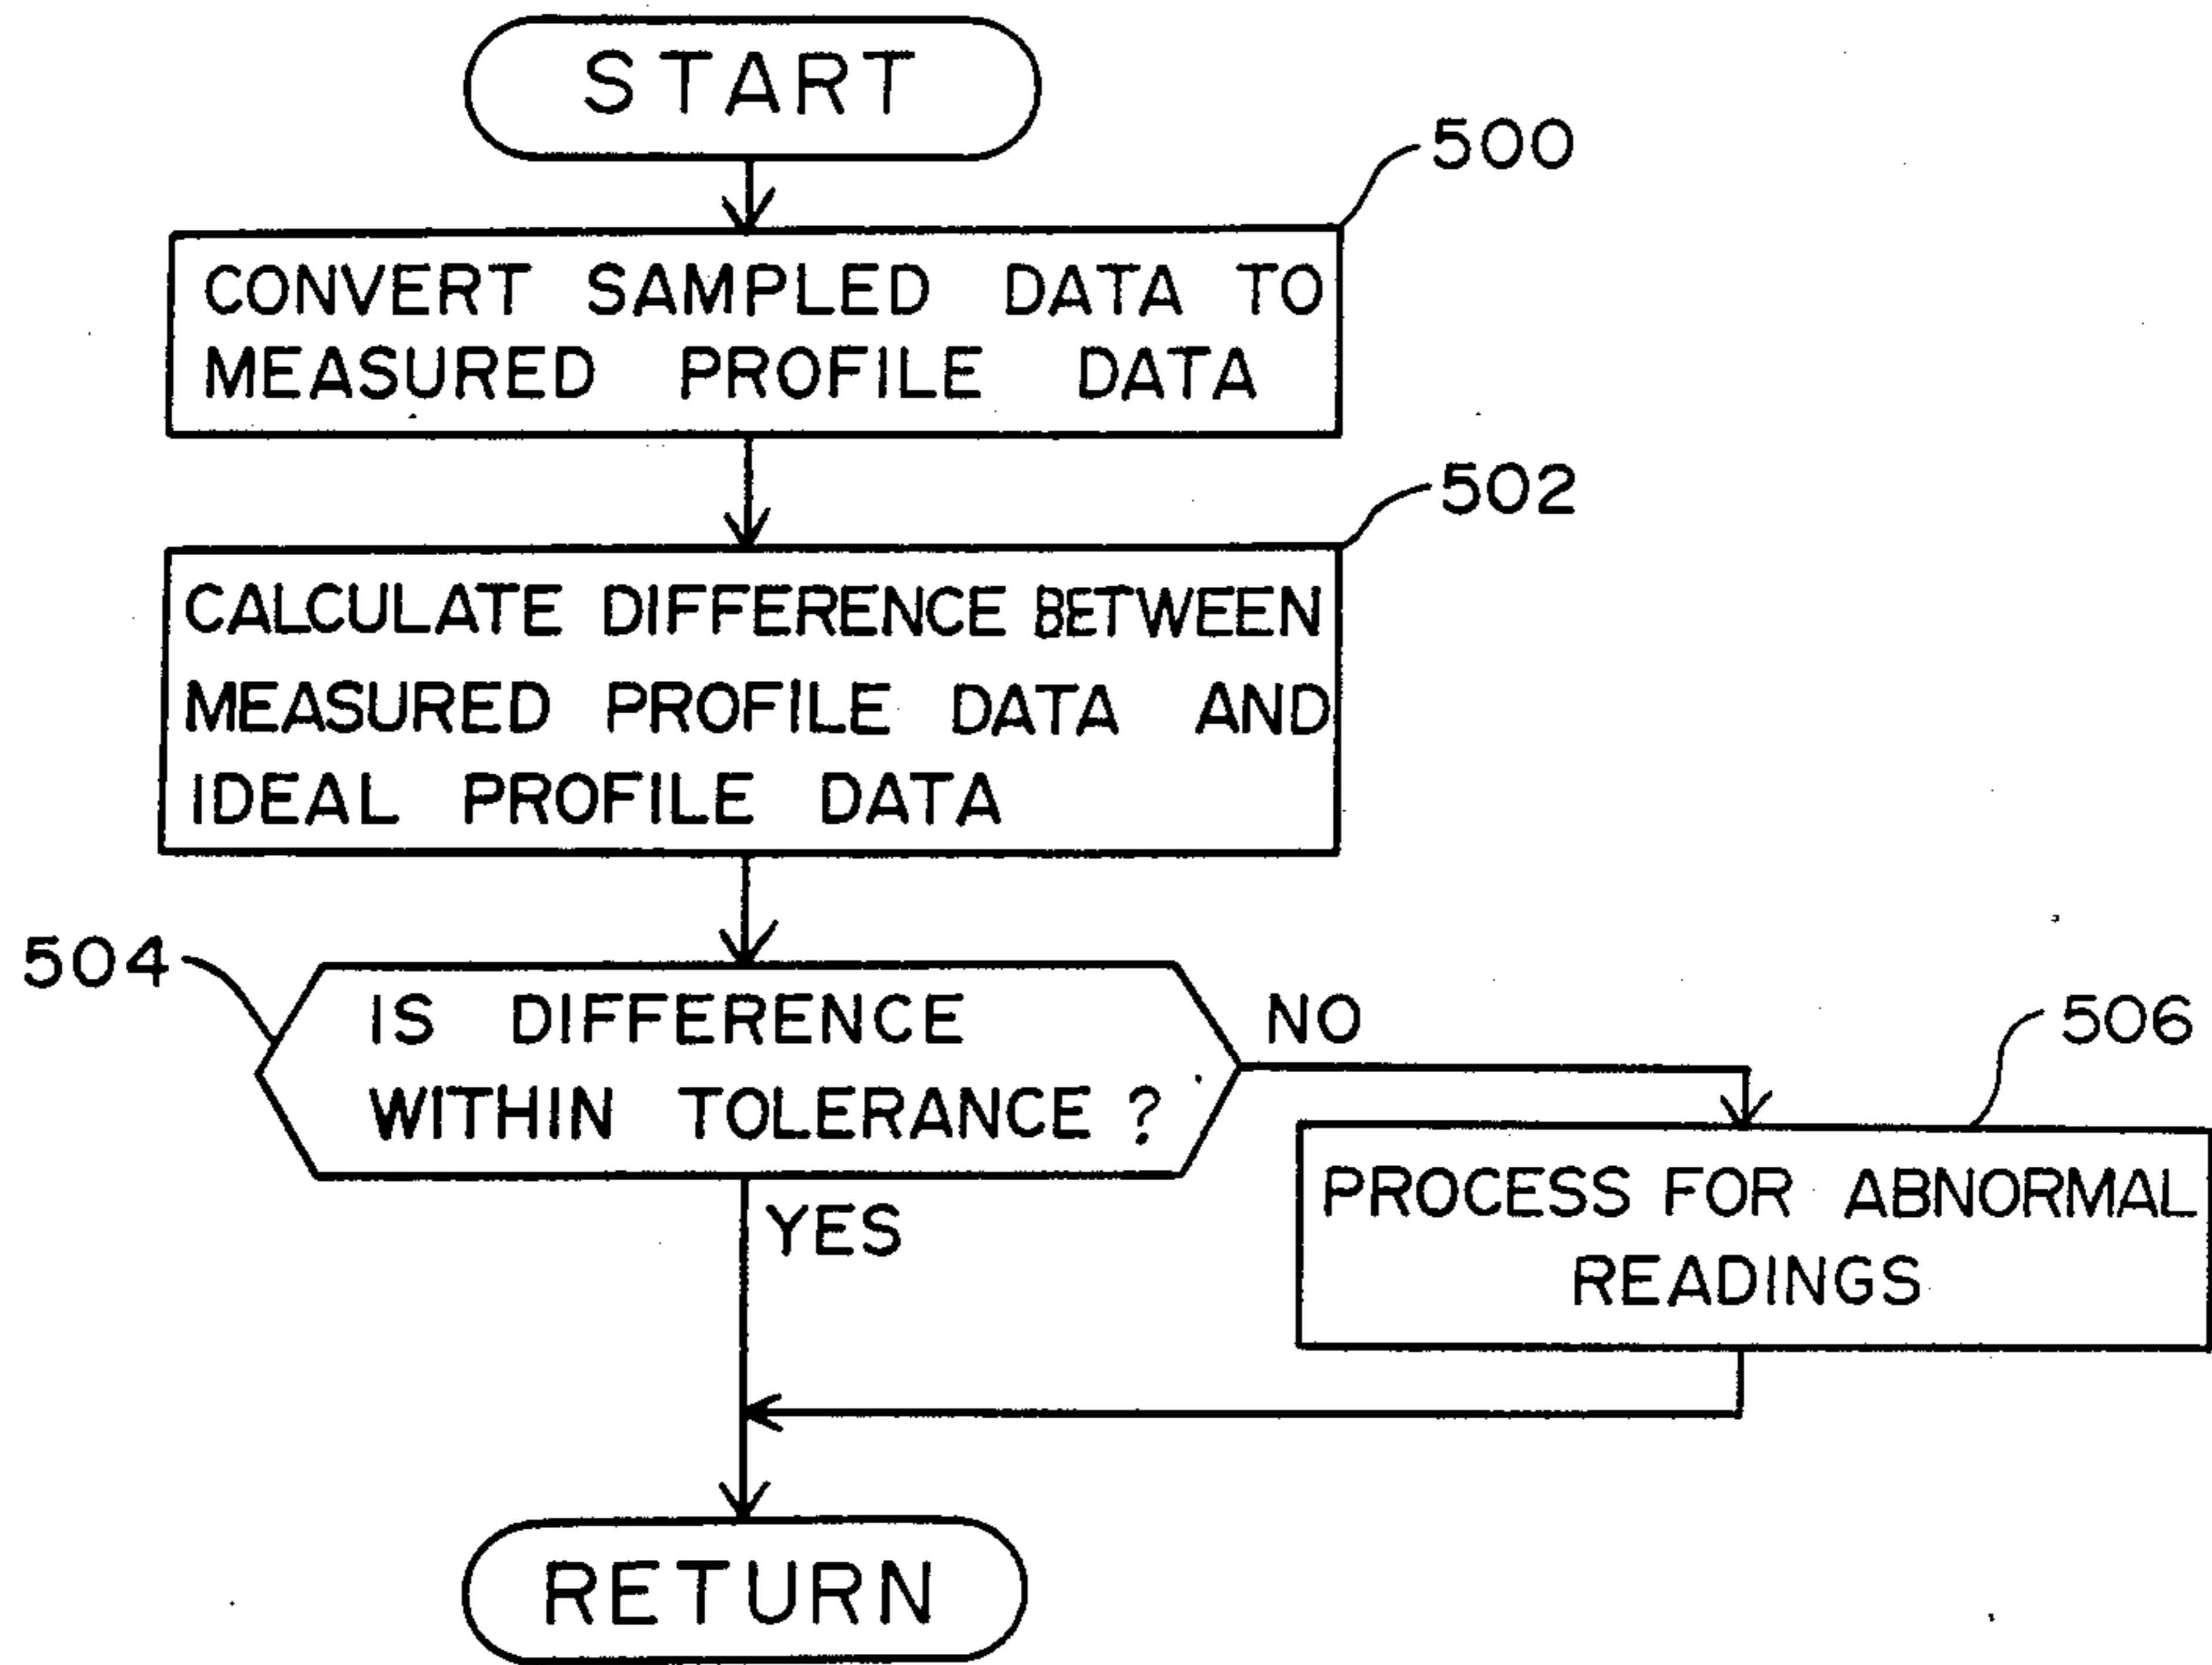 START
500
CONVERT SAMPLED DATA TO
MEASURED PROFILE DATA
502
CALCULATE DIFFERENCE BETWEEN
MEASURED PROFILE DATA AND
IDEAL PROFILE DATA
504
IS DIFFERENCE
WITHIN TOLERANCE ?
NO
506
PROCESS FOR ABNORMAL
READINGS
YES
RETURN